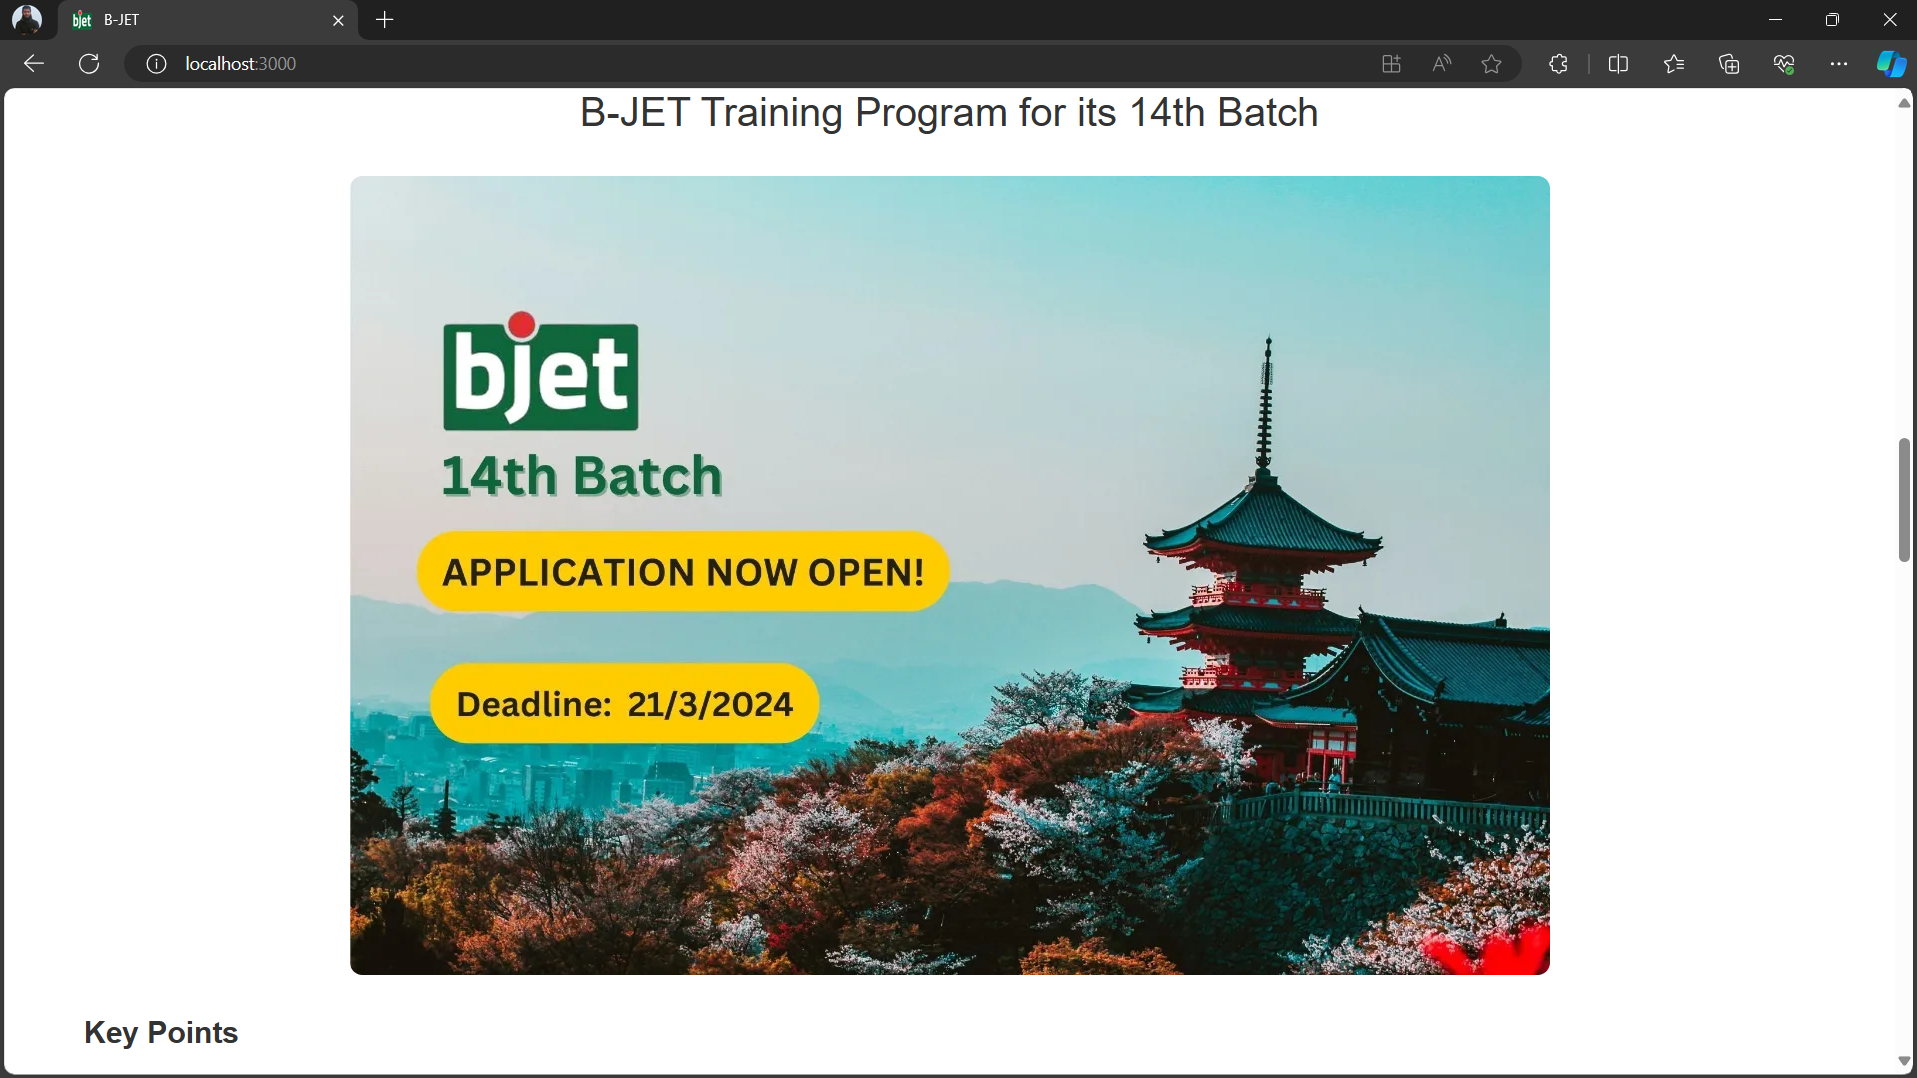 bjet B-JET
localhost:3000
B-JET Training Program for its 14th Batch
bjet
14th Batch
APPLICATION NOW OPEN!
Deadline: 21/3/2024
Key Points